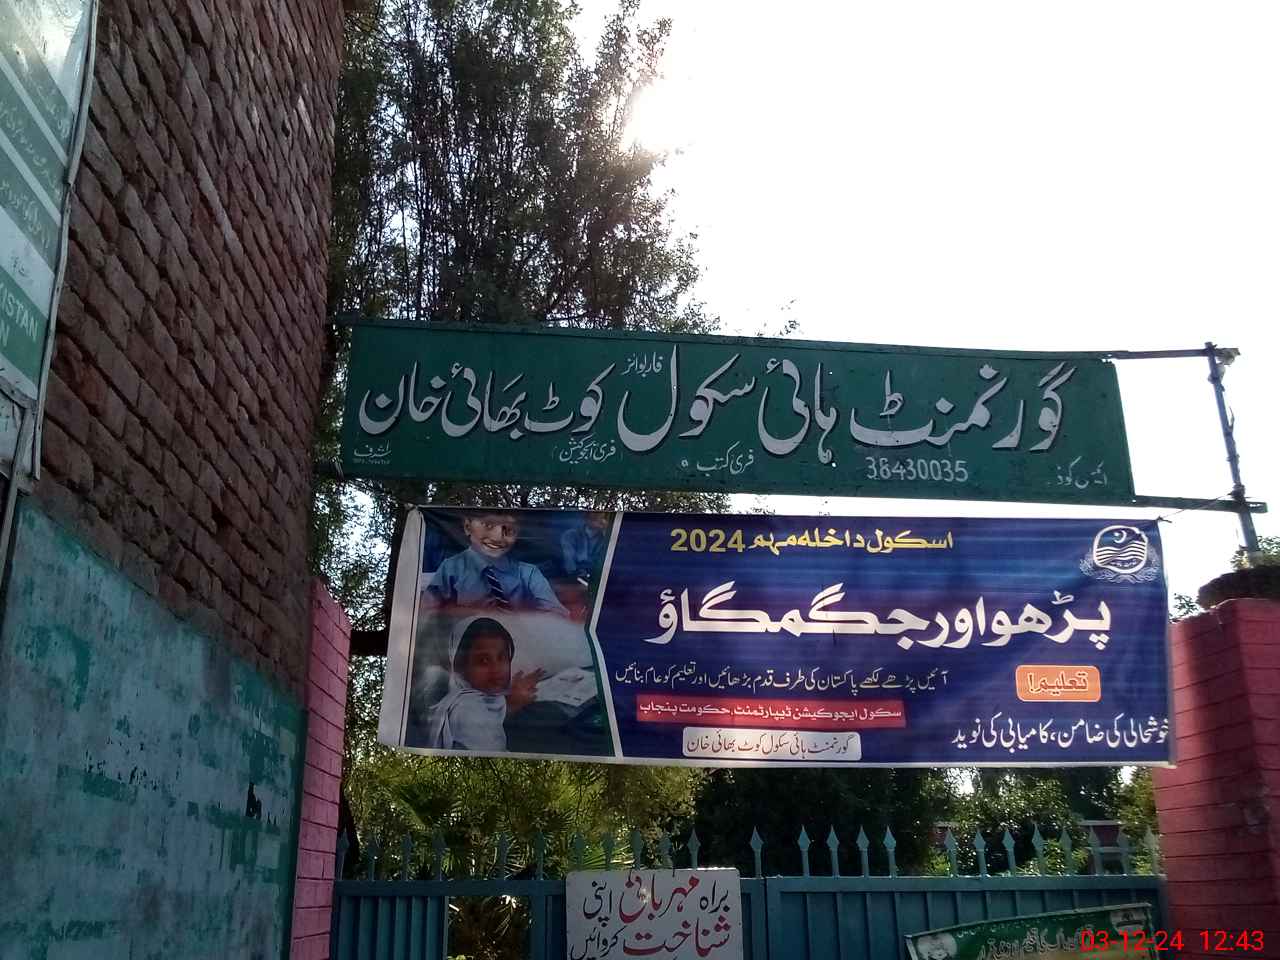 گورنمنٹ ہائی سکول فار بوائز کوٹ بھائی خان
ایمس کوڈ 38430035 فری کتب (فری ایجوکیشن) اشرف
اسکول داخلہ مہم 2024
پڑھو اور جگمگاؤ
آئیں پڑھے لکھے پاکستان کی طرف قدم بڑھائیں اور تعلیم کو عام بنائیں
تعلیم!
خوشحالی کی ضامن، کامیابی کی نوید
سکول ایجوکیشن ڈیپارٹمنٹ، حکومت پنجاب
گورنمنٹ ہائی سکول کوٹ بھائی خان
براہ مہربانی اپنی
شناخت کروائیں
KISTAN
N
03-12-24 12:43